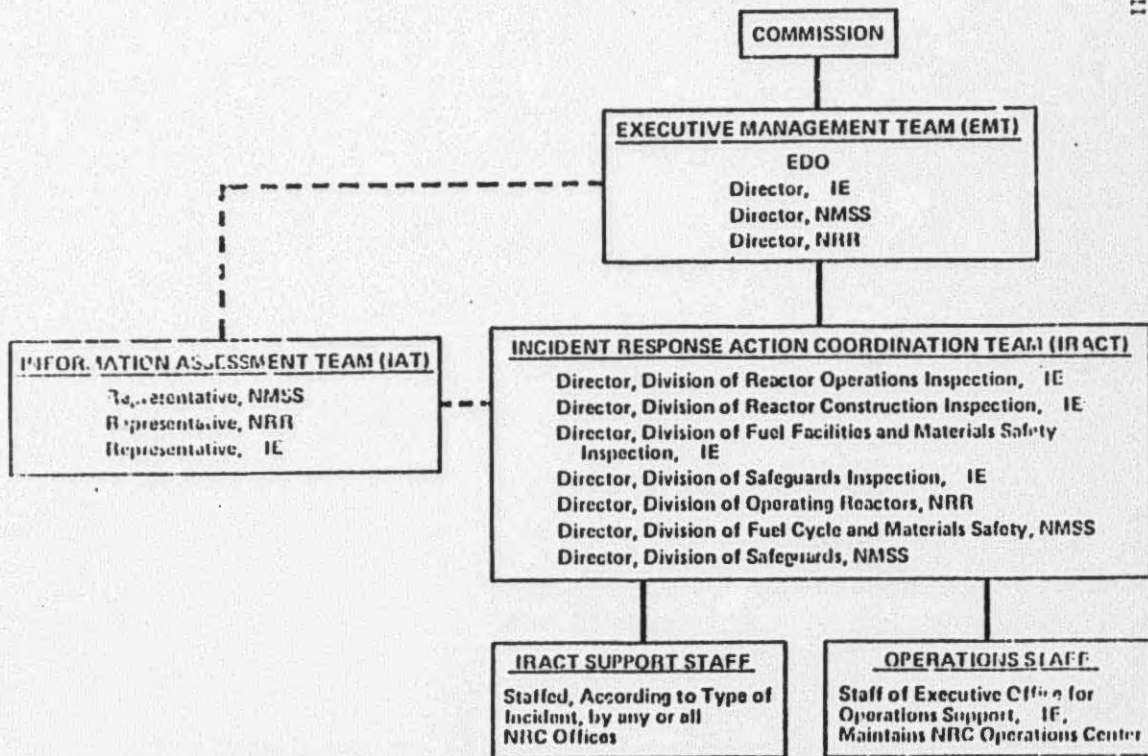 COMMISSION
EXECUTIVE MANAGEMENT TEAM (EMT)
EDO
Director, IE
Director, NMSS
Director, NRR
INFORMATION ASSESSMENT TEAM (IAT)
Representative, NMSS
Representative, NRR
Representative, IE
INCIDENT RESPONSE ACTION COORDINATION TEAM (IRACT)
Director, Division of Reactor Operations Inspection, IE
Director, Division of Reactor Construction Inspection, IE
Director, Division of Fuel Facilities and Materials Safety
Inspection, IE
Director, Division of Safeguards Inspection, IE
Director, Division of Operating Reactors, NRR
Director, Division of Fuel Cycle and Materials Safety, NMSS
Director, Division of Safeguards, NMSS
IRACT SUPPORT STAFF
Staffed, According to Type of
Incident, by any or all
NRC Offices
OPERATIONS STAFF
Staff of Executive Office for
Operations Support, IE,
Maintains NRC Operations Center